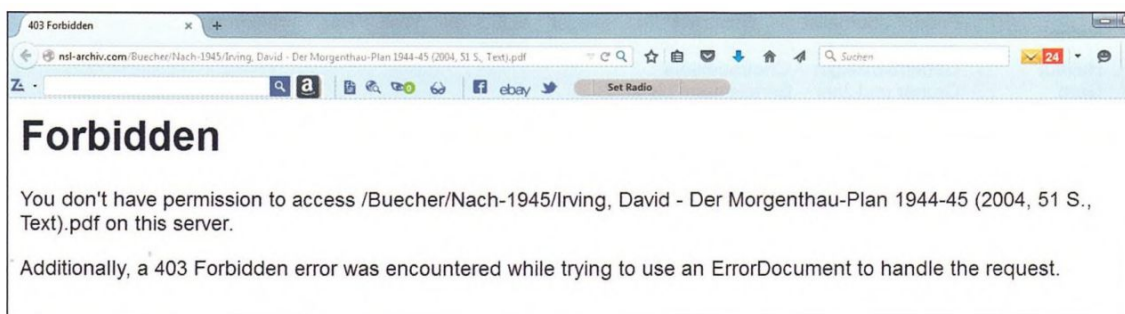 403 Forbidden
nsl-archiv.com/Buecher/Nach-1945/Irving, David - Der Morgenthau-Plan 1944-45 (2004, 51 S., Text).pdf
Suchen
24
a
0
ebay
Set Radio
Forbidden
You don't have permission to access /Buecher/Nach-1945/Irving, David - Der Morgenthau-Plan 1944-45 (2004, 51 S.,
Text).pdf on this server.
Additionally, a 403 Forbidden error was encountered while trying to use an ErrorDocument to handle the request.